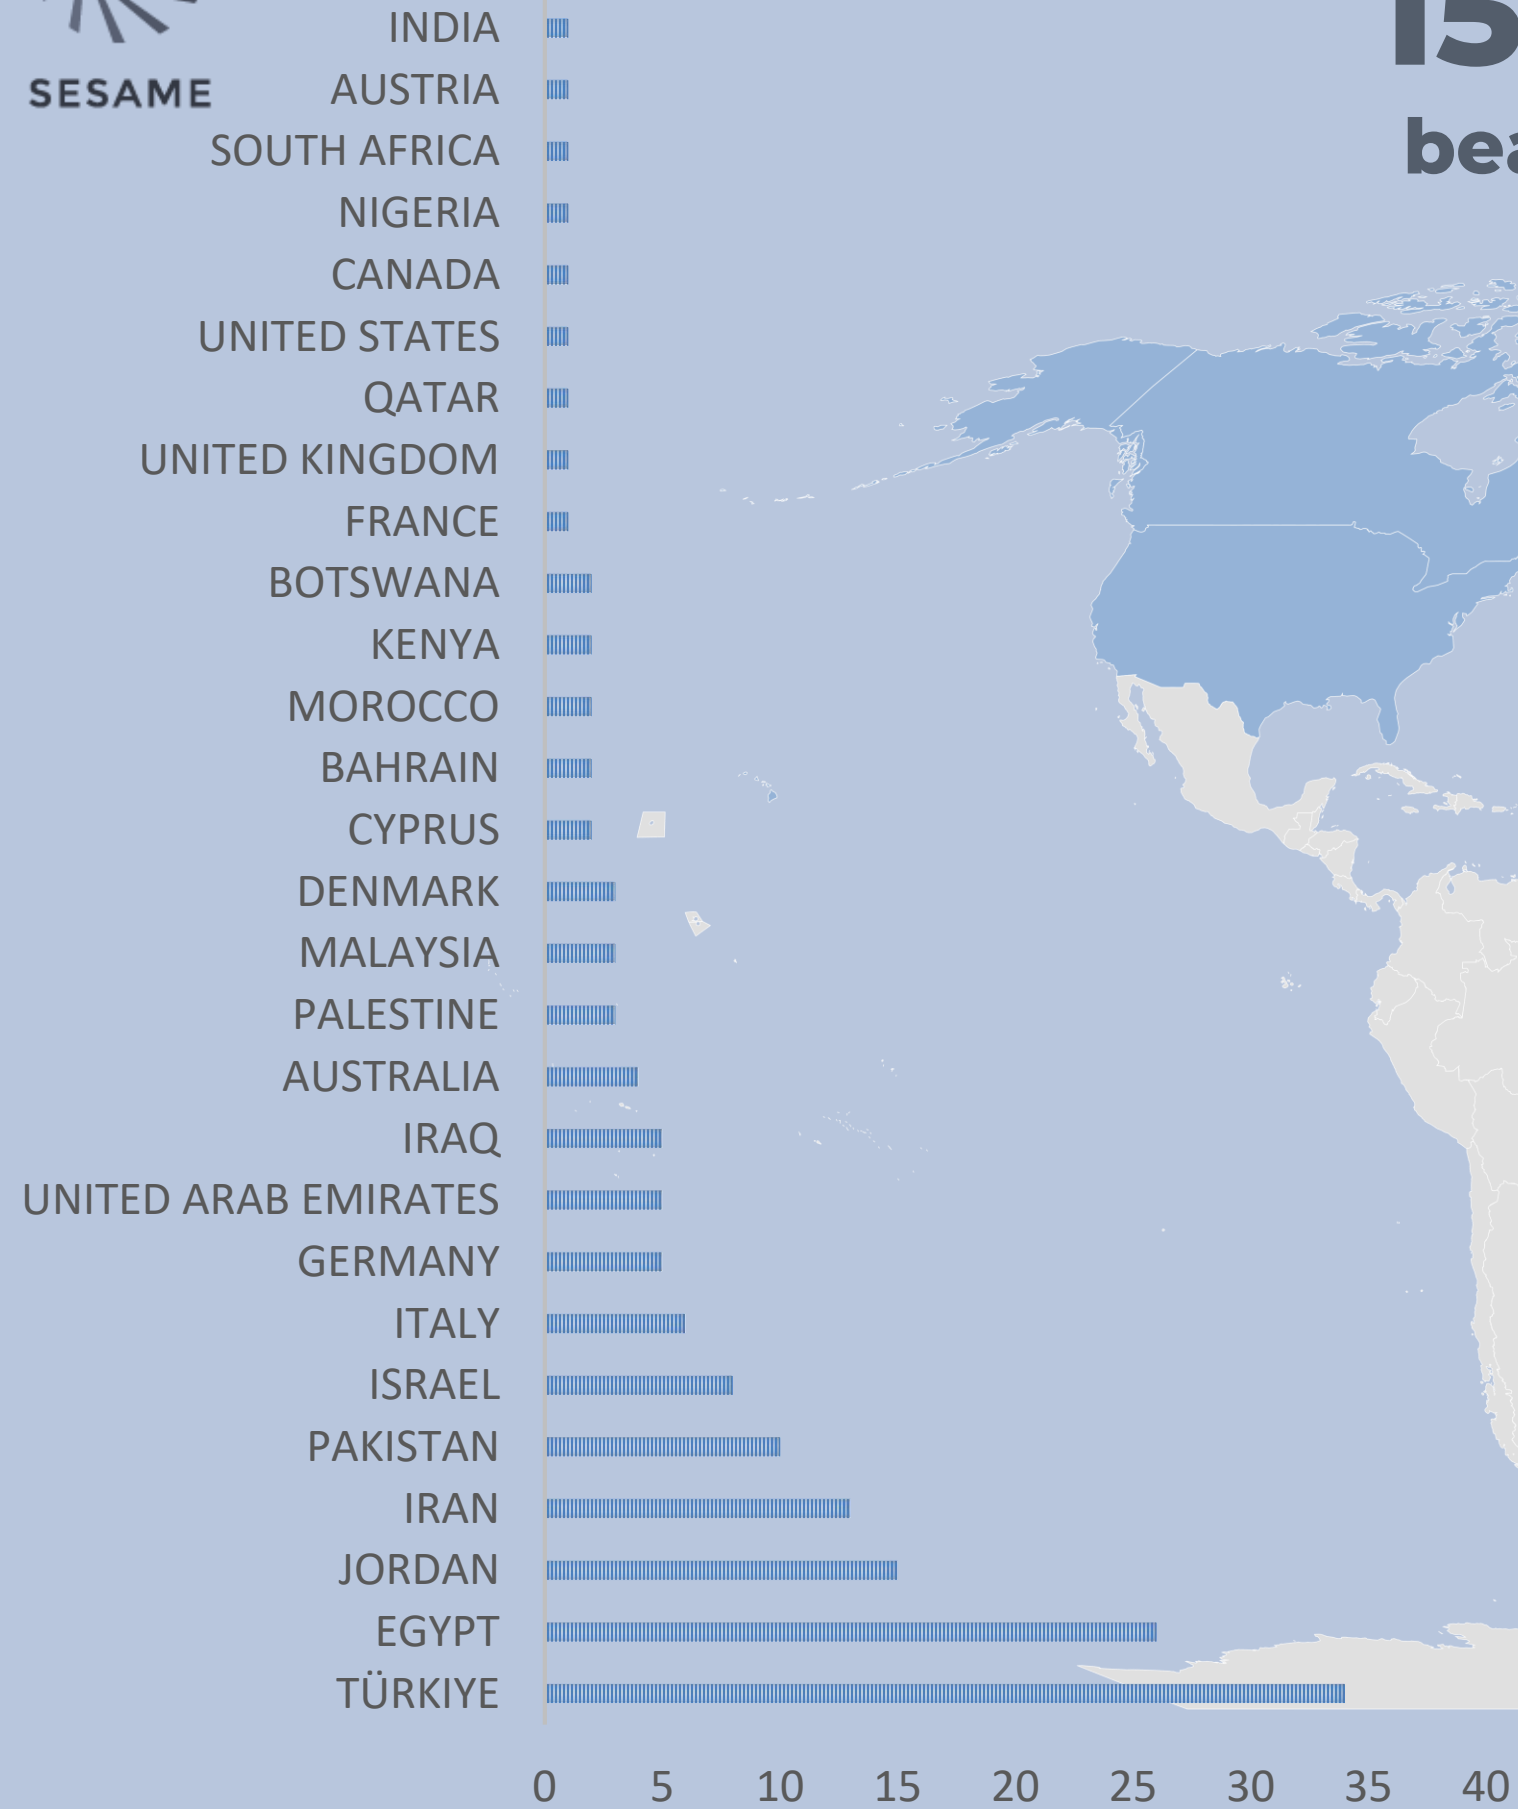 SESAME
15
bea
INDIA
AUSTRIA
SOUTH AFRICA
NIGERIA
CANADA
UNITED STATES
QATAR
UNITED KINGDOM
FRANCE
BOTSWANA
KENYA
MOROCCO
BAHRAIN
CYPRUS
DENMARK
MALAYSIA
PALESTINE
AUSTRALIA
IRAQ
UNITED ARAB EMIRATES
GERMANY
ITALY
ISRAEL
PAKISTAN
IRAN
JORDAN
EGYPT
TÜRKIYE
0 5 10 15 20 25 30 35 40